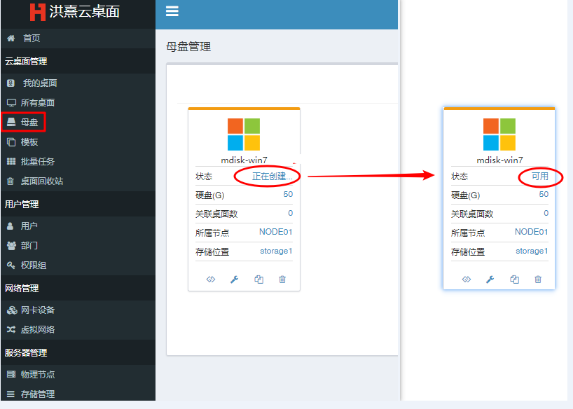 洪熹云桌面
首页
云桌面管理
我的桌面
所有桌面
母盘
模板
批量任务
桌面回收站
用户管理
用户
部门
权限组
网络管理
网卡设备
虚拟网络
服务器管理
物理节点
存储管理
母盘管理
mdisk-win7
状态 正在创建...
硬盘(G) 50
关联桌面数 0
所属节点 NODE01
存储位置 storage1
mdisk-win7
状态 可用
硬盘(G) 50
关联桌面数 0
所属节点 NODE01
存储位置 storage1